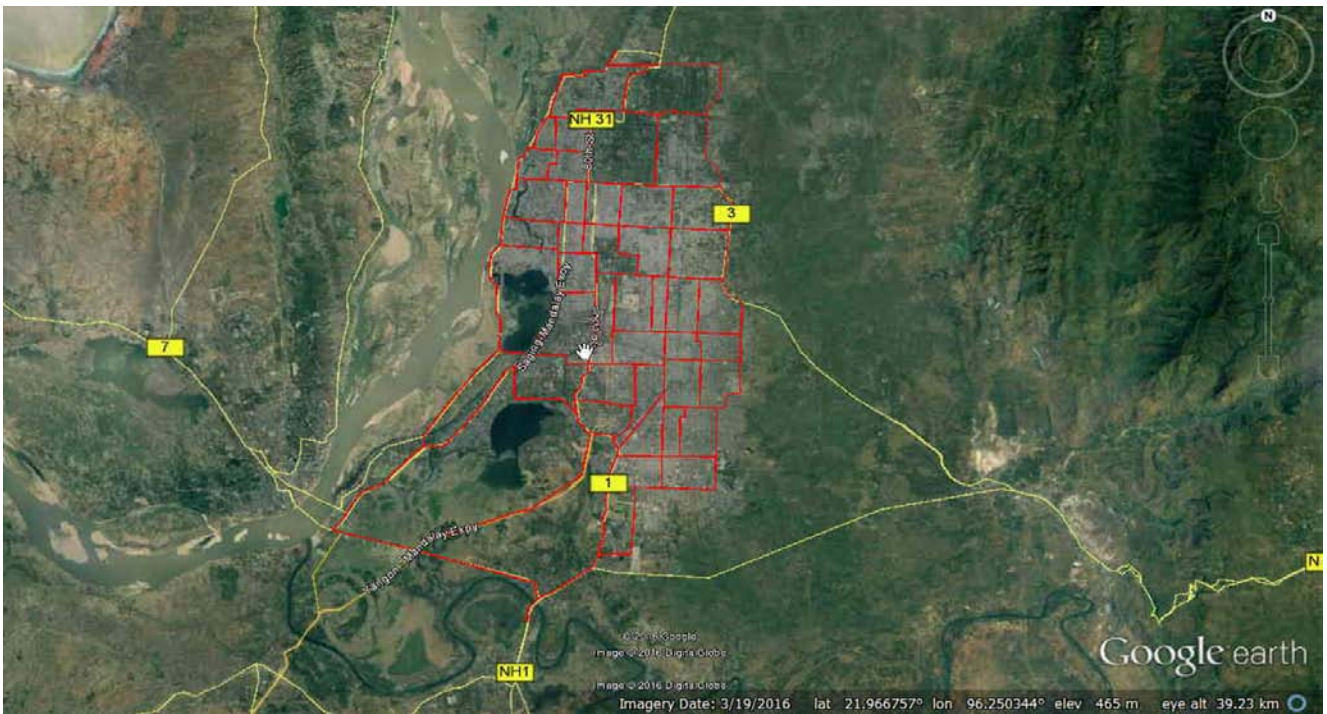 N
NH 31
80th St
3
Sagaing-Mandalay Expy
7
1
Yangon - Mandalay Expy
N
NH1
© 2016 Google
Image © 2016 DigitalGlobe
Image © 2016 DigitalGlobe
Google earth
Imagery Date: 3/19/2016 lat 21.966757° lon 96.250344° elev 465 m eye alt 39.23 km